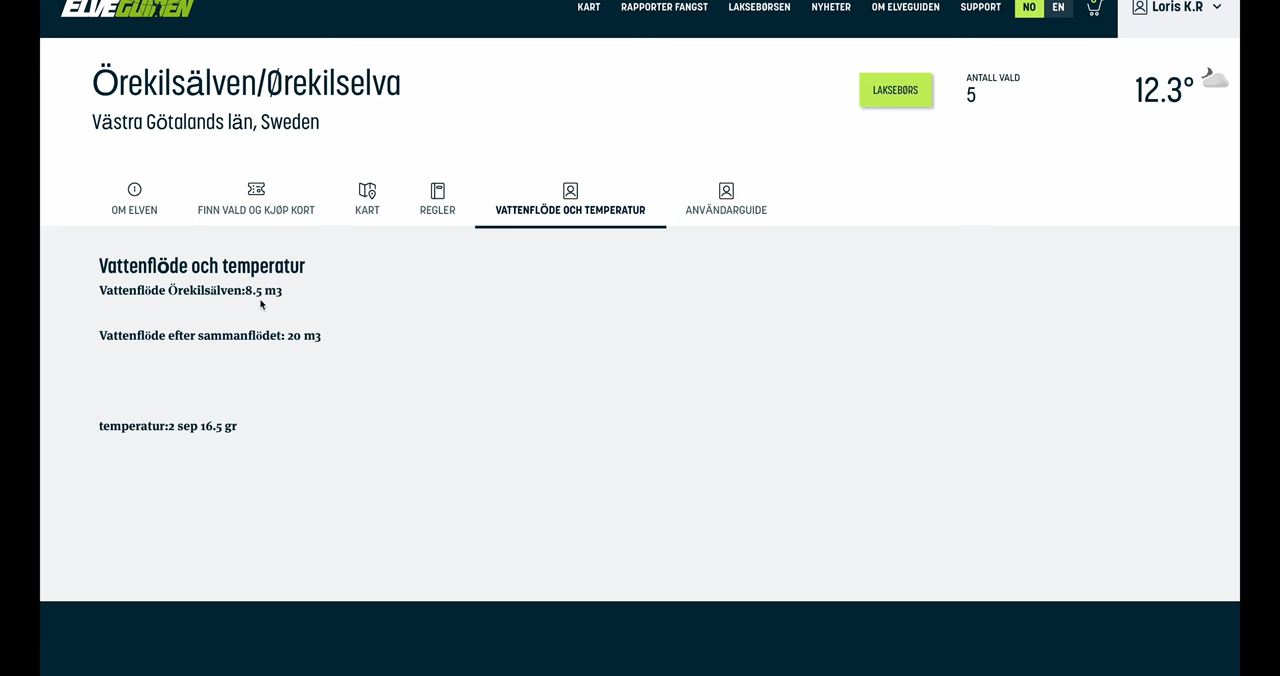 ELVEGUIDEN
KART RAPPORTER FANGST LAKSEBØRSEN NYHETER OM ELVEGUIDEN SUPPORT NO EN Loris K.R
Örekilsälven/Ørekilselva
Västra Götalands län, Sweden
LAKSEBØRS
ANTALL VALD
5
12.3°
OM ELVEN FINN VALD OG KJØP KORT KART REGLER VATTENFLÖDE OCH TEMPERATUR ANVÄNDARGUIDE
Vattenflöde och temperatur
Vattenflöde Örekilsälven:8.5 m3
Vattenflöde efter sammanflödet: 20 m3
temperatur:2 sep 16.5 gr